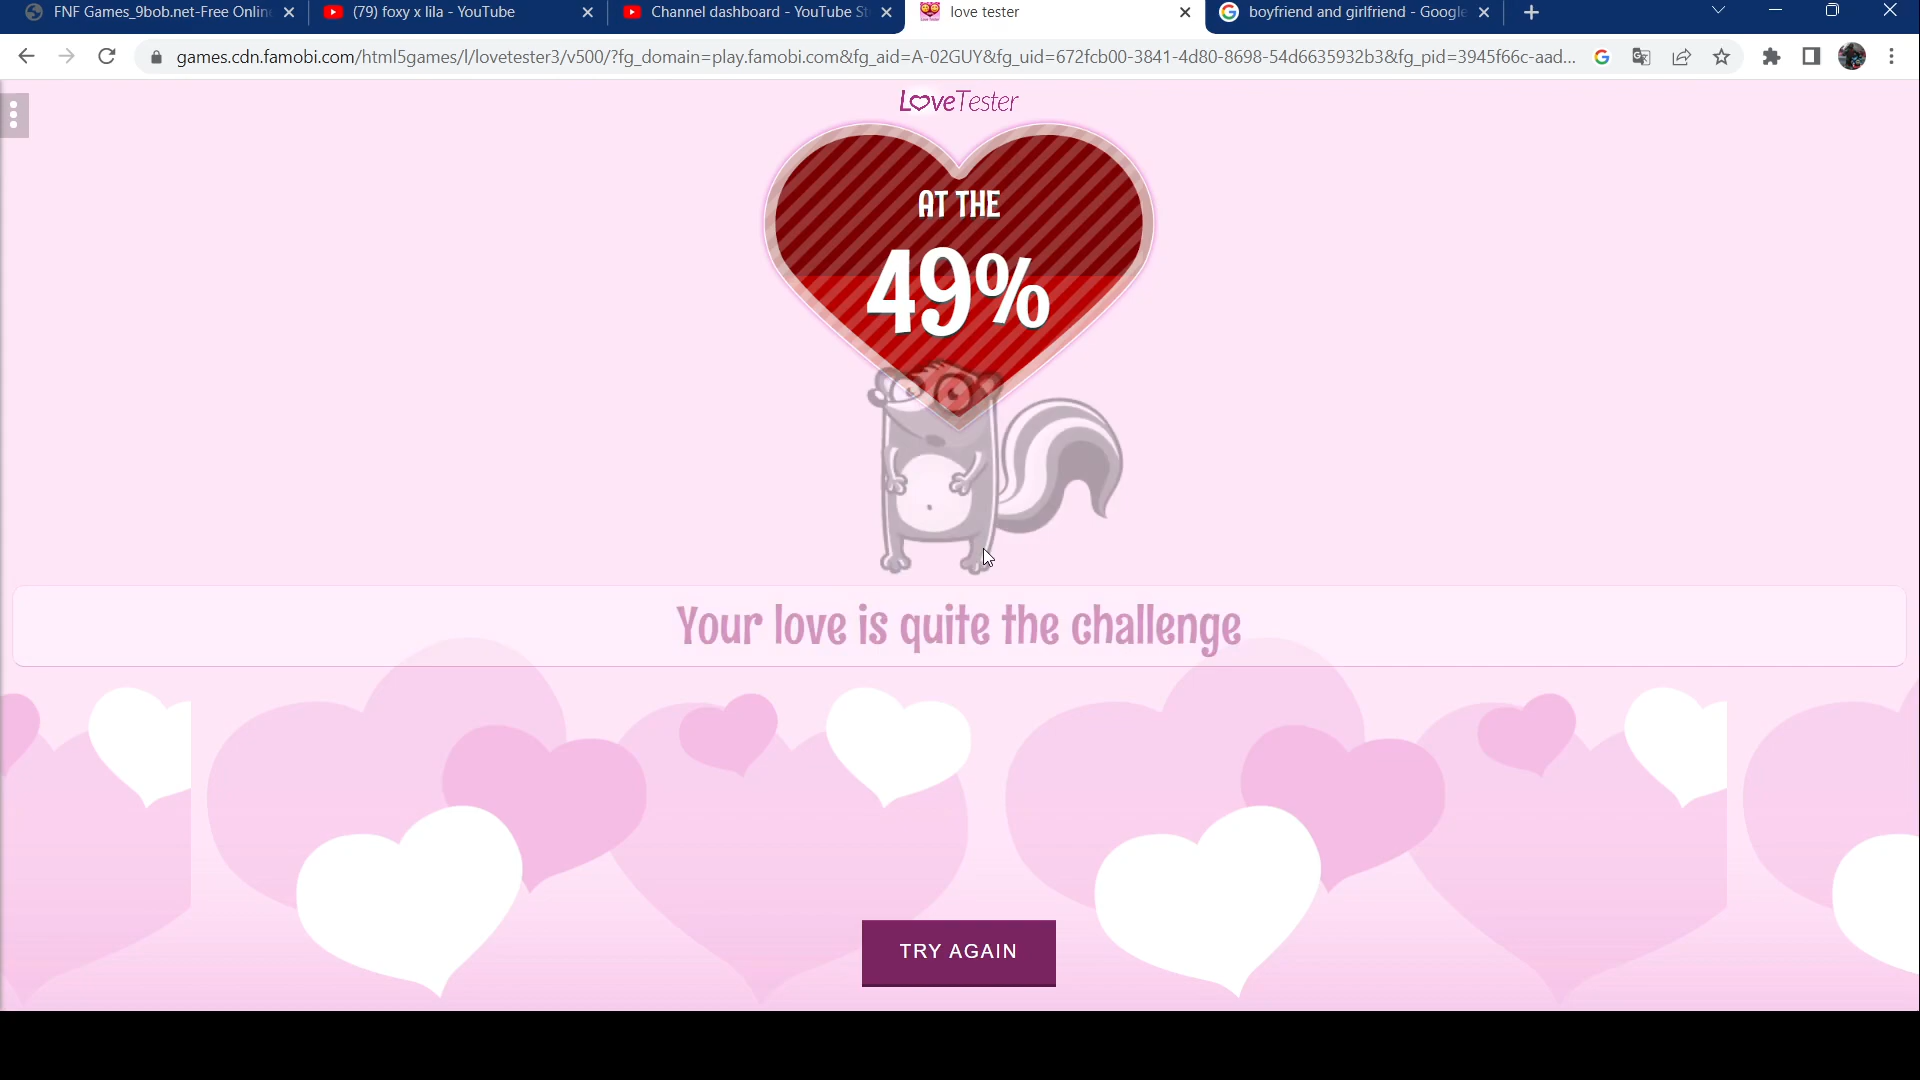 FNF Games_9bob.net-Free Online
(79) foxy x lila - YouTube
Channel dashboard - YouTube St
love tester
boyfriend and girlfriend - Google
games.cdn.famobi.com/html5games/l/lovetester3/v500/?fg_domain=play.famobi.com&fg_aid=A-02GUY&fg_uid=672fcb00-3841-4d80-8698-54d6635932b3&fg_pid=3945f66c-aad...
LoveTester
AT THE
49%
Your love is quite the challenge
TRY AGAIN